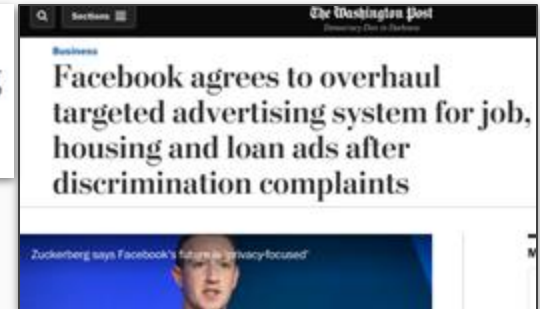 Sections
The Washington Post
Democracy Dies in Darkness
Business
Facebook agrees to overhaul
targeted advertising system for job,
housing and loan ads after
discrimination complaints
Zuckerberg says Facebook's future is 'privacy-focused'
M